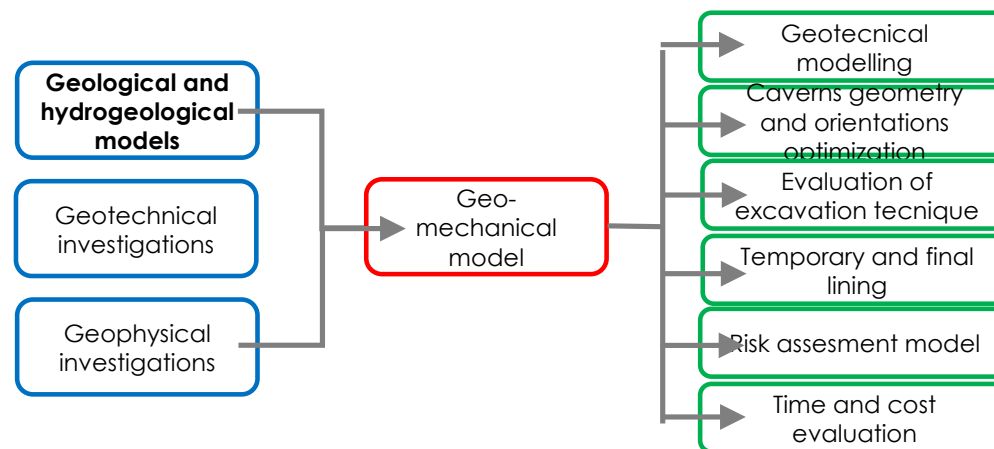 Geological and
hydrogeological
models
Geotechnical
investigations
Geophysical
investigations
Geo-
mechanical
model
Geotecnical
modelling
Caverns geometry
and orientations
optimization
Evaluation of
excavation tecnique
Temporary and final
lining
Risk assesment model
Time and cost
evaluation